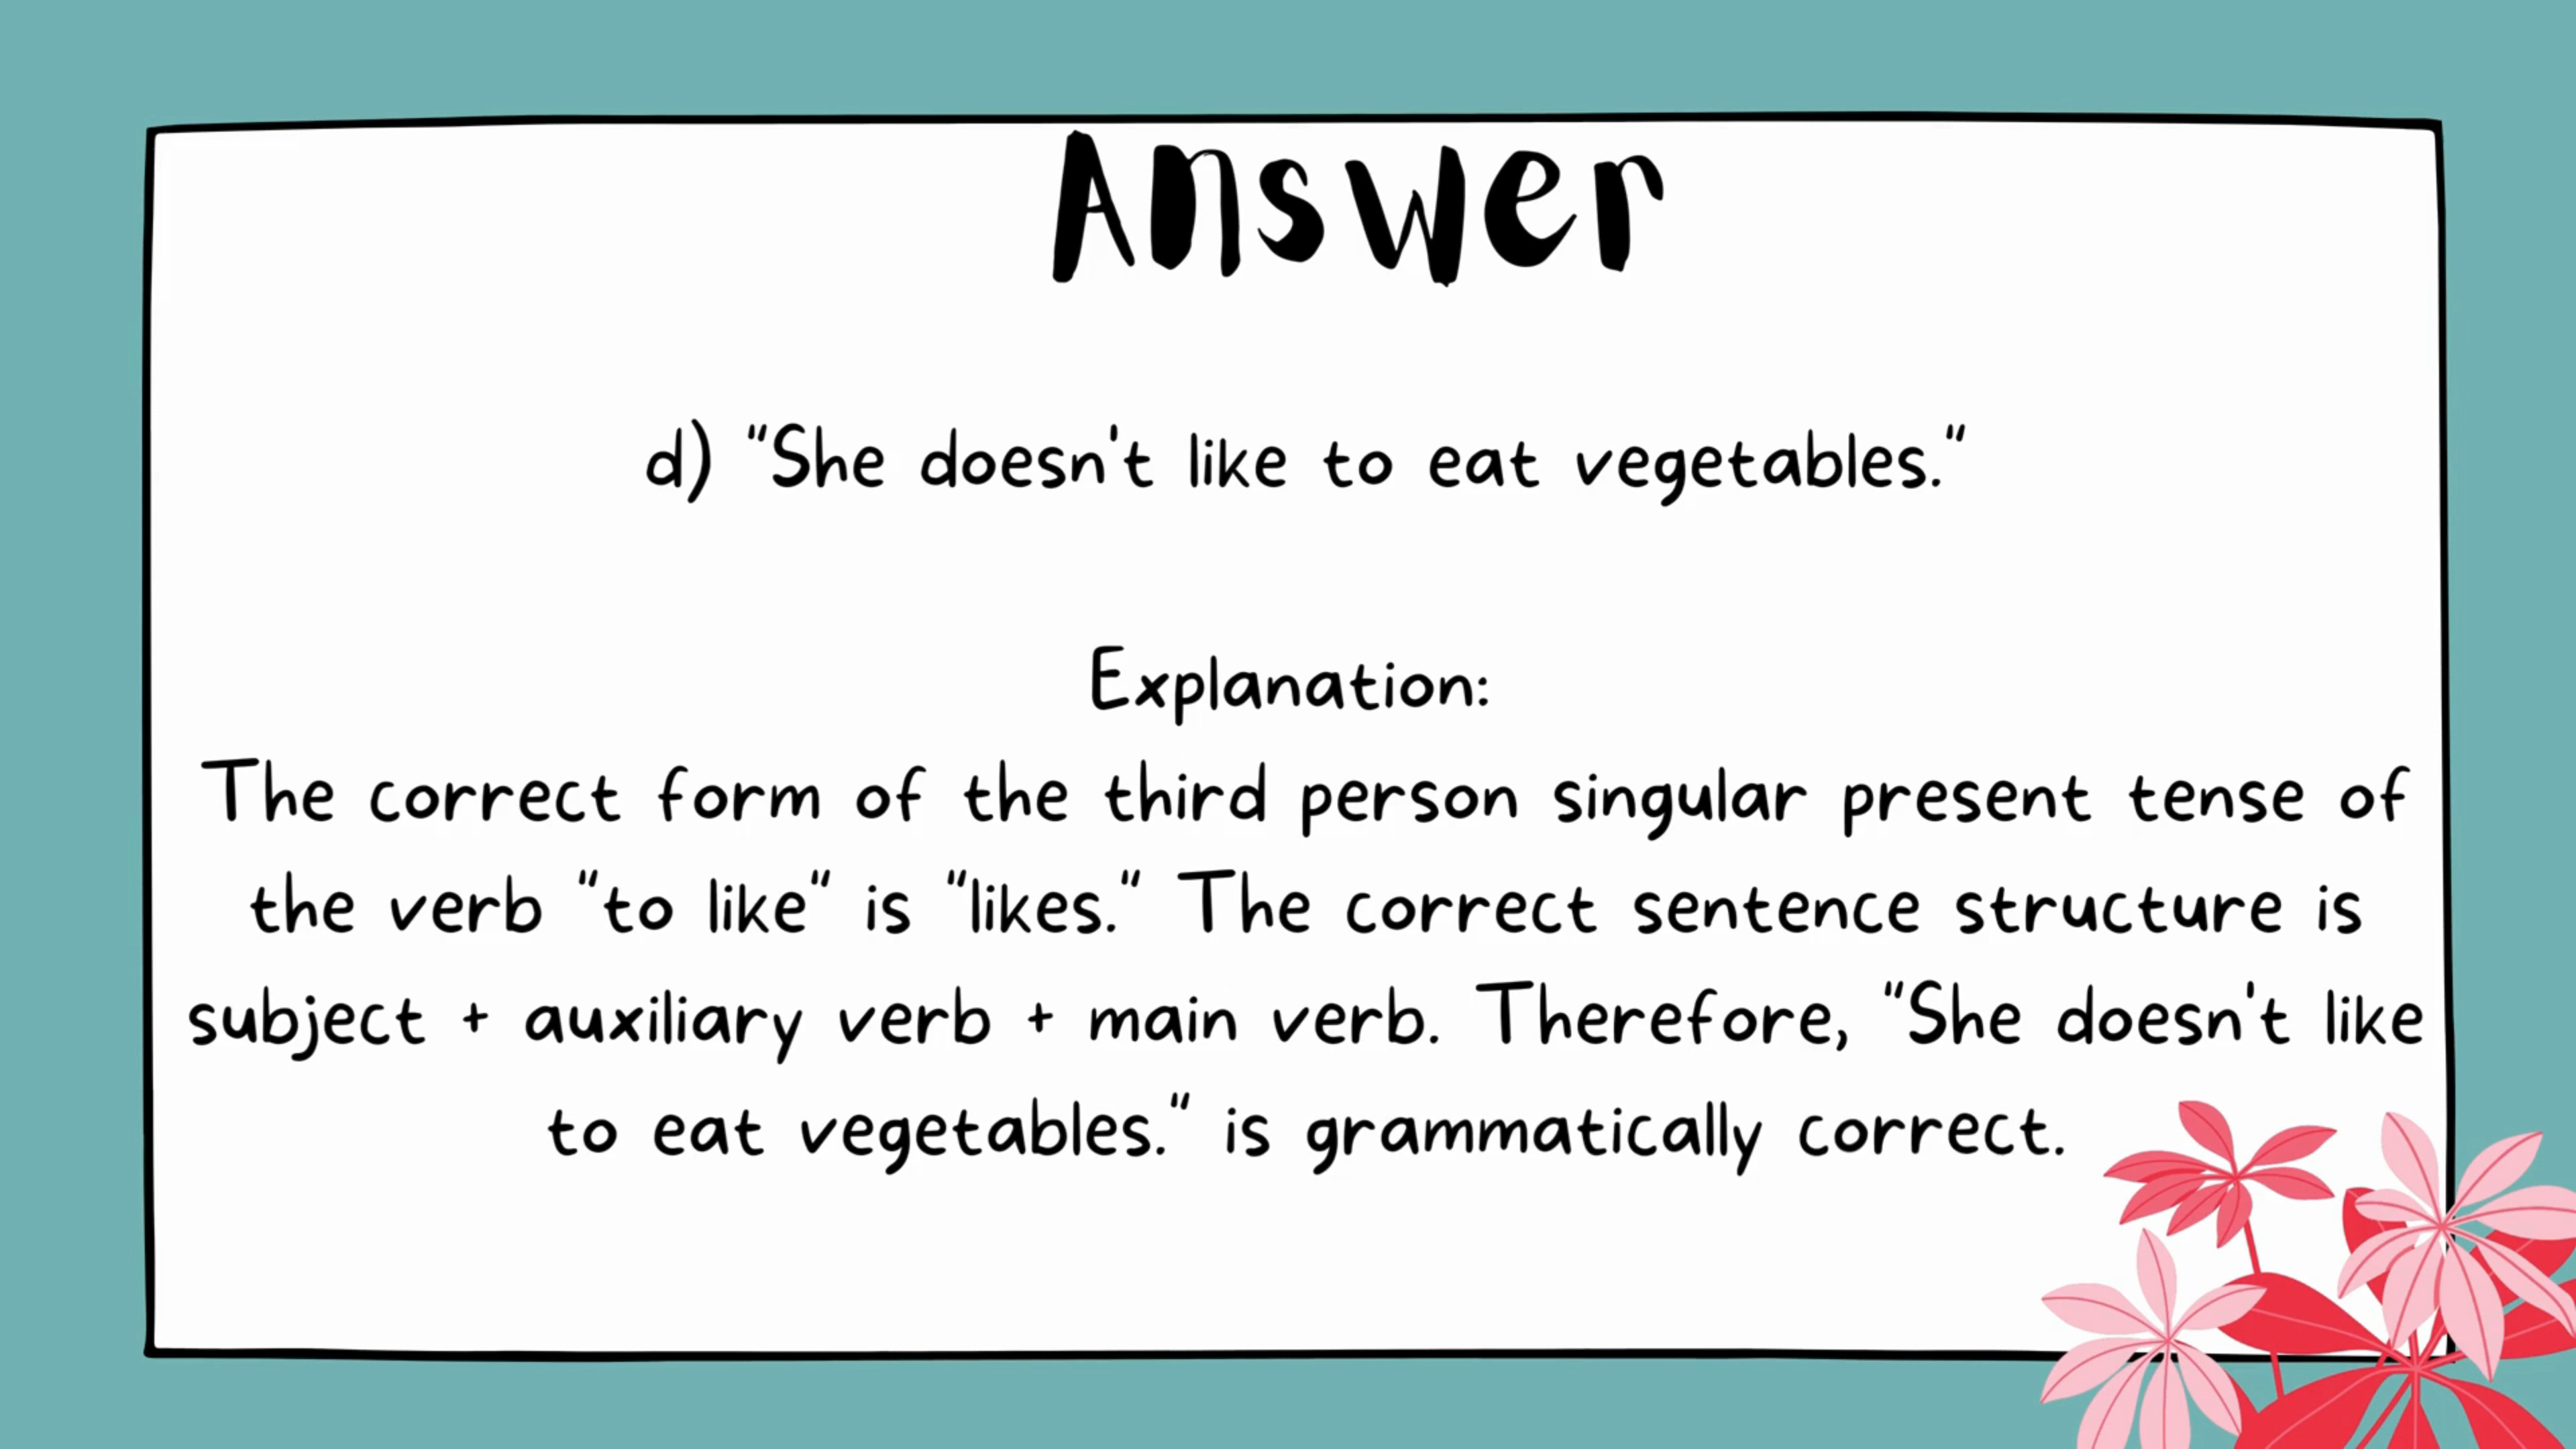 Answer
d) "She doesn't like to eat vegetables."
Explanation:
The correct form of the third person singular present tense of
the verb "to like" is "likes." The correct sentence structure is
subject + auxiliary verb + main verb. Therefore, "She doesn't like
to eat vegetables." is grammatically correct.